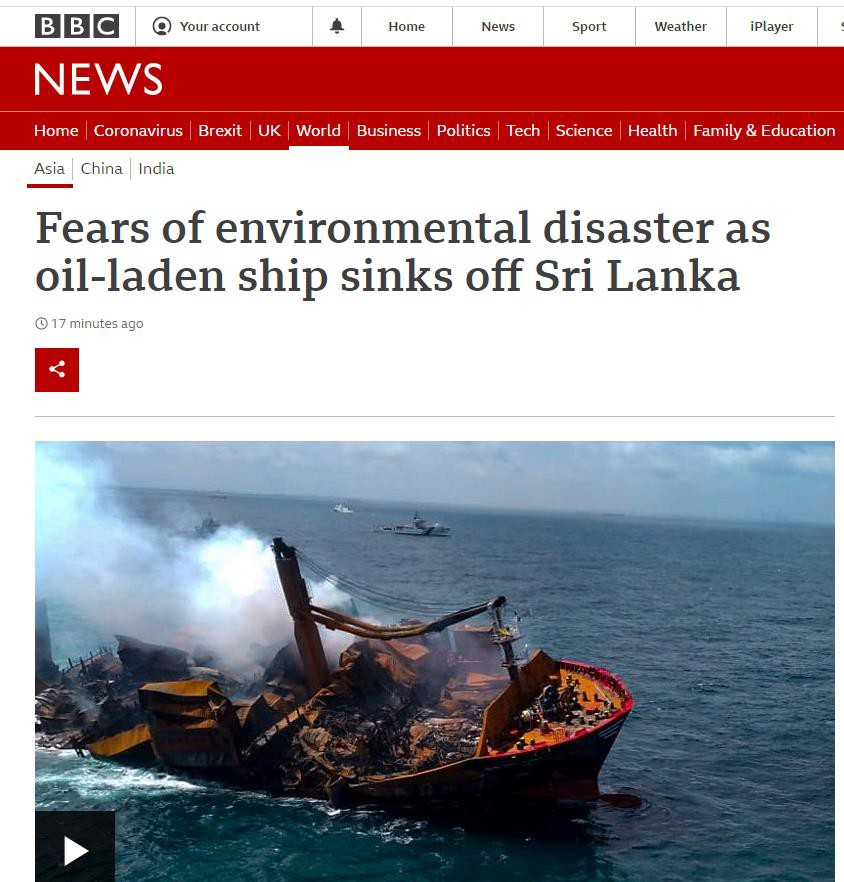 BBC Your account Home News Sport Weather iPlayer
NEWS
Home Coronavirus Brexit UK World Business Politics Tech Science Health Family & Education
Asia China India
Fears of environmental disaster as
oil-laden ship sinks off Sri Lanka
17 minutes ago